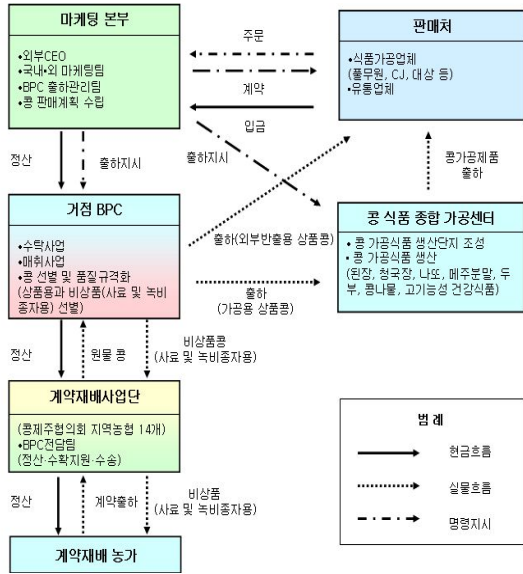 마케팅 본부
•외부CEO
•국내·외 마케팅팀
•BPC 출하관리팀
•콩 판매계획 수립
주문
계약
입금
판매처
•식품가공업체
(풀무원, CJ, 대상 등)
•유통업체
정산
출하지시
출하지시
콩가공제품
출하
거점 BPC
•수탁사업
•매취사업
•콩 선별 및 품질규격화
(상품용과 비상품(사료 및 녹비
종자용) 선별)
출하(외부반출용 상품콩)
출하
(가공용 상품콩)
콩 식품 종합 가공센터
• 콩 가공식품 생산단지 조성
• 콩 가공식품 생산
(된장, 청국장, 나또, 메주분말, 두
부, 콩나물, 고기능성 건강식품)
정산
원물 콩
비상품콩
(사료 및 녹비종자용)
계약재배사업단
(콩제주협의회 지역농협 14개)
•BPC전담팀
(정산·수확지원·수송)
정산
계약출하
비상품
(사료 및 녹비종자용)
계약재배 농가
범 례
현금흐름
실물흐름
명령지시